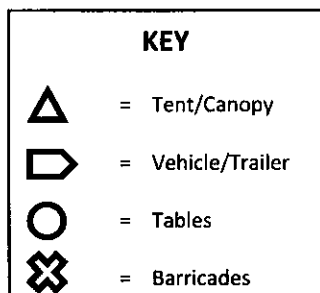 KEY
= Tent/Canopy
= Vehicle/Trailer
= Tables
= Barricades